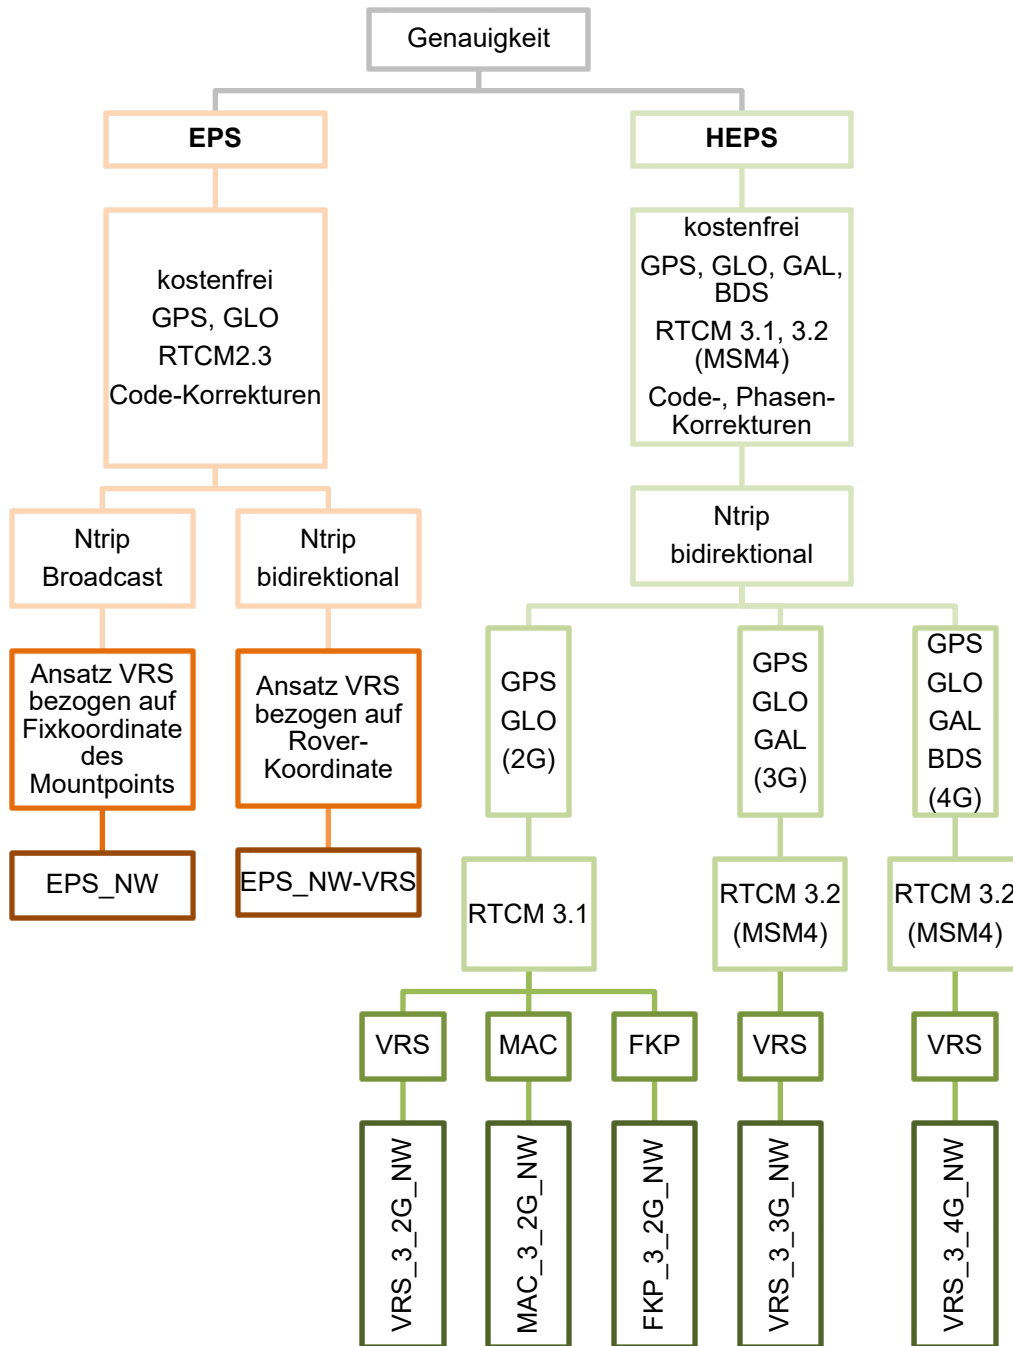 Genauigkeit
EPS
HEPS
kostenfrei
GPS, GLO
RTCM2.3
Code-Korrekturen
kostenfrei
GPS, GLO, GAL,
BDS
RTCM 3.1, 3.2
(MSM4)
Code-, Phasen-
Korrekturen
Ntrip
Broadcast
Ntrip
bidirektional
Ntrip
bidirektional
Ansatz VRS
bezogen auf
Fixkoordinate
des
Mountpoints
Ansatz VRS
bezogen auf
Rover-
Koordinate
GPS
GLO
(2G)
GPS
GLO
GAL
(3G)
GPS
GLO
GAL
BDS
(4G)
EPS_NW
EPS_NW-VRS
RTCM 3.1
RTCM 3.2
(MSM4)
RTCM 3.2
(MSM4)
VRS
MAC
FKP
VRS
VRS
VRS_3_2G_NW
MAC_3_2G_NW
FKP_3_2G_NW
VRS_3_3G_NW
VRS_3_4G_NW